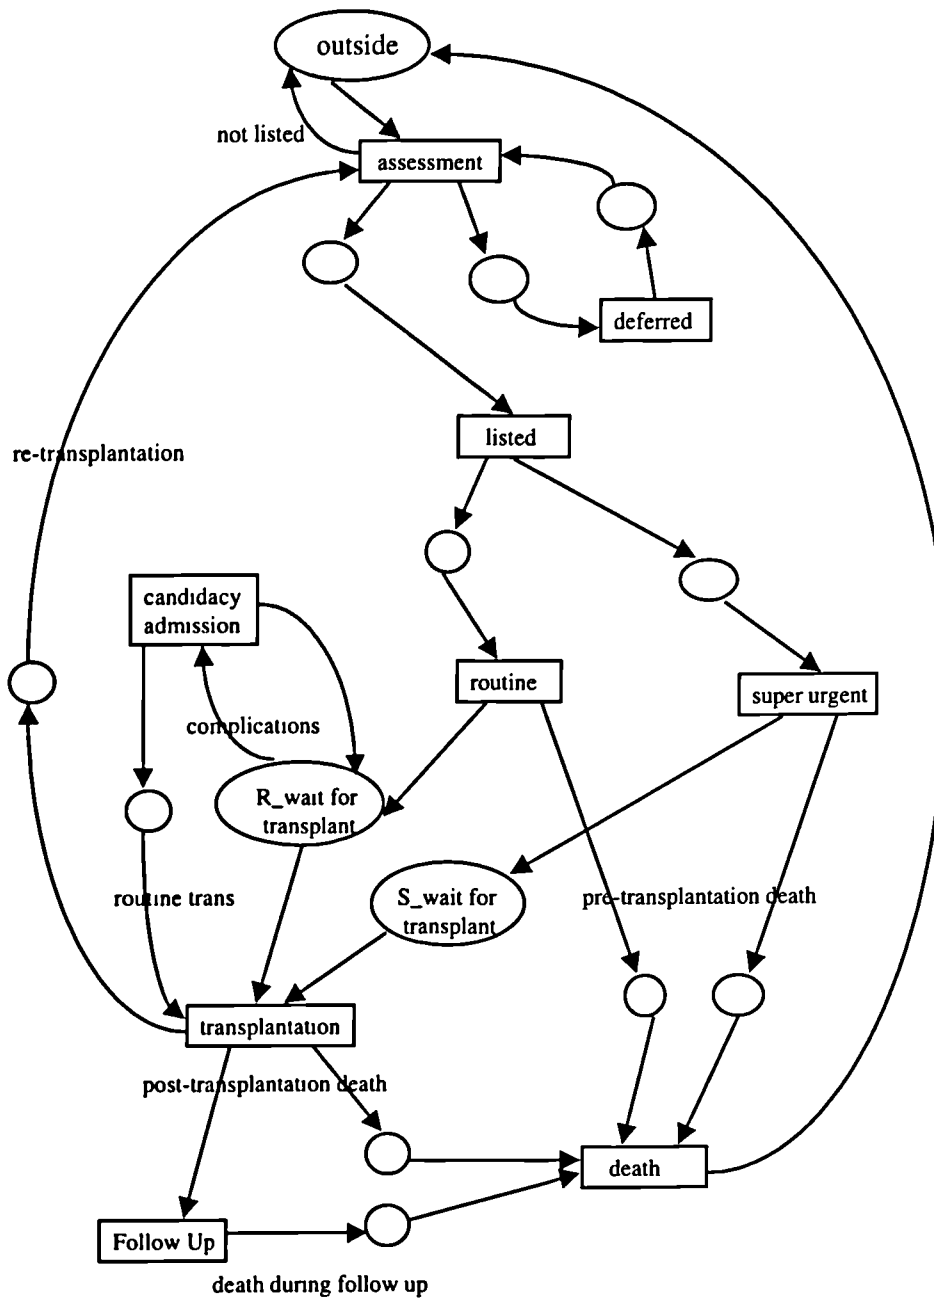 outside
not listed
assessment
deferred
listed
re-transplantation
candidacy
admission
routine
super urgent
complications
R_wait for
transplant
routine trans
S_wait for
transplant
pre-transplantation death
transplantation
post-transplantation death
death
Follow Up
death during follow up